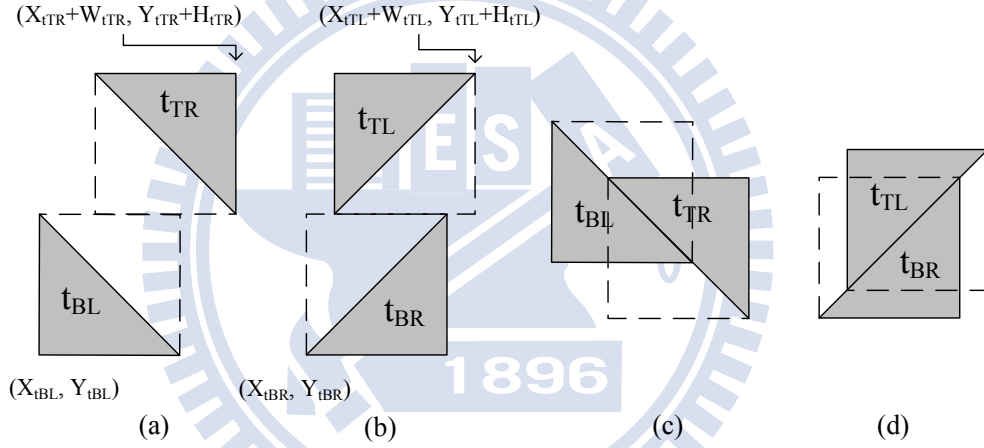 (XtTR+WtTR, YtTR+HtTR) (XtTL+WtTL, YtTL+HtTL)
tTR tTL
ESA
tBL tTR tTL
tBL tBR tBR
1896
(XtBL, YtBL) (XtBR, YtBR)
(a) (b) (c) (d)